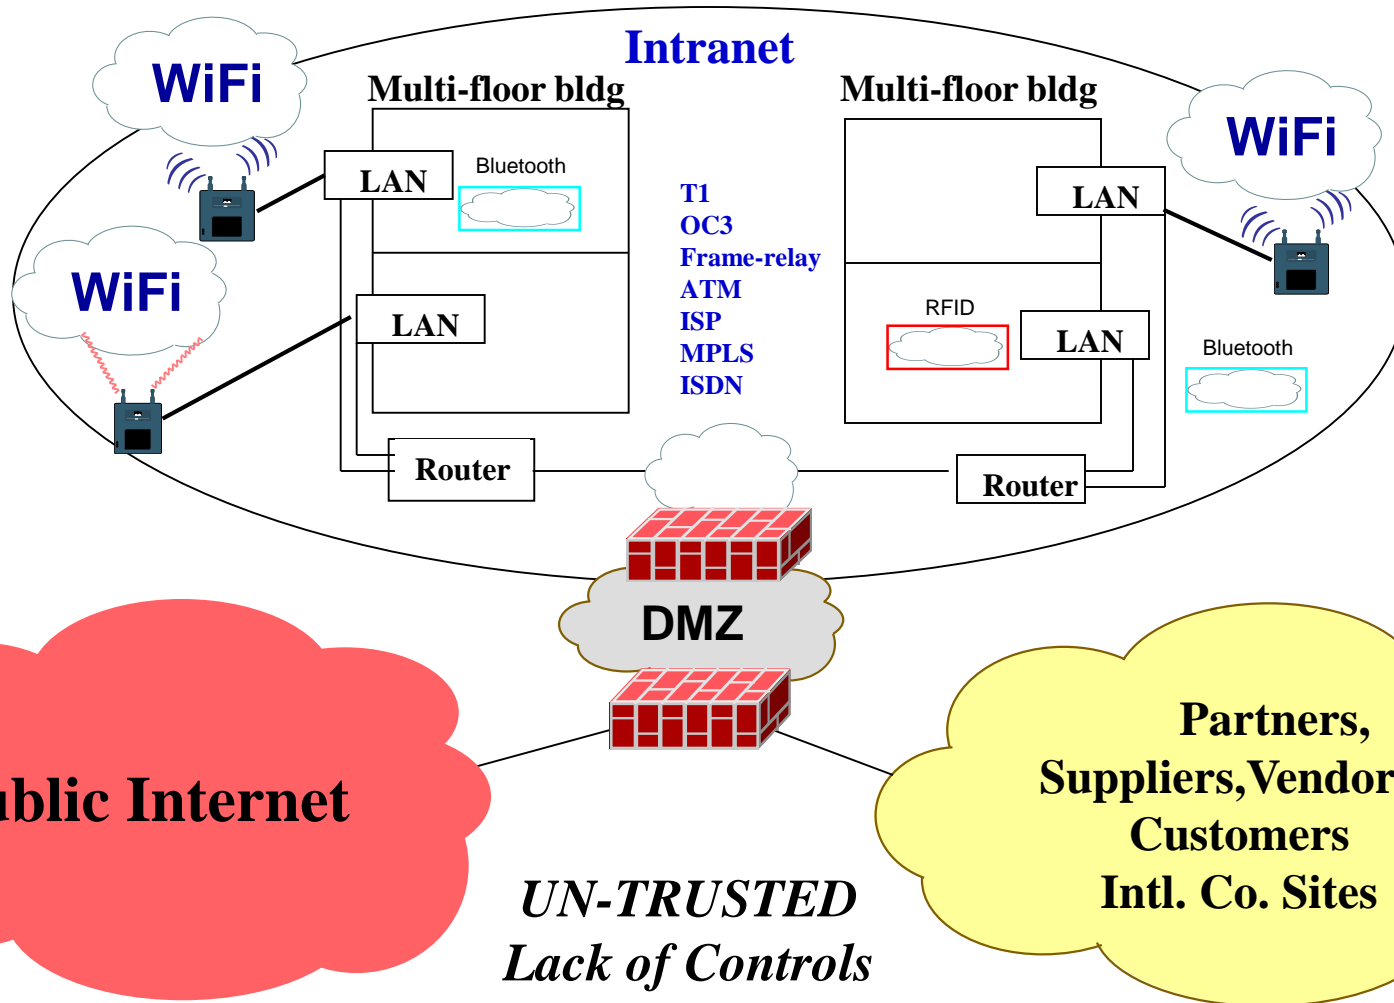 Intranet
WiFi
Multi-floor bldg
Multi-floor bldg
WiFi
LAN
Bluetooth
LAN
T1
OC3
Frame-relay
ATM
ISP
MPLS
ISDN
WiFi
LAN
RFID
LAN
Bluetooth
Router
Router
DMZ
ublic Internet
Partners,
Suppliers,Vendor
Customers
Intl. Co. Sites
UN-TRUSTED
Lack of Controls